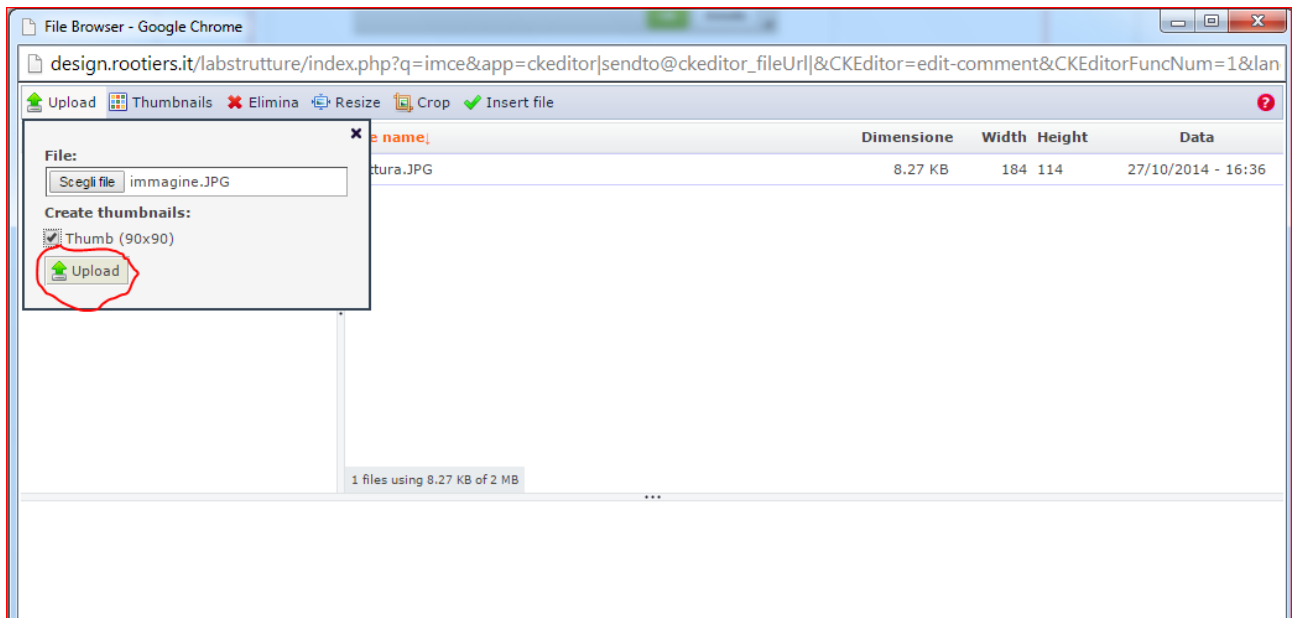 File Browser - Google Chrome
design.rootiers.it/labstrutture/index.php?q=imce&app=ckeditor|sendto@ckeditor_fileUrl|&CKEditor=edit-comment&CKEditorFuncNum=1&lan
Upload Thumbnails Elimina Resize Crop Insert file
e name↓ Dimensione Width Height Data
ttura.JPG 8.27 KB 184 114 27/10/2014 - 16:36
File:
Scegli file immagine.JPG
Create thumbnails:
Thumb (90x90)
Upload
1 files using 8.27 KB of 2 MB